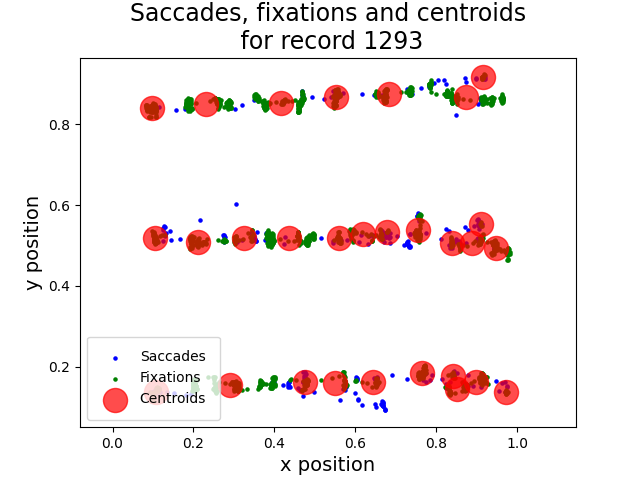 Saccades, fixations and centroids
for record 1293
y position
0.8
0.6
0.4
0.2
Saccades
Fixations
Centroids
0.0 0.2 0.4 0.6 0.8 1.0
x position